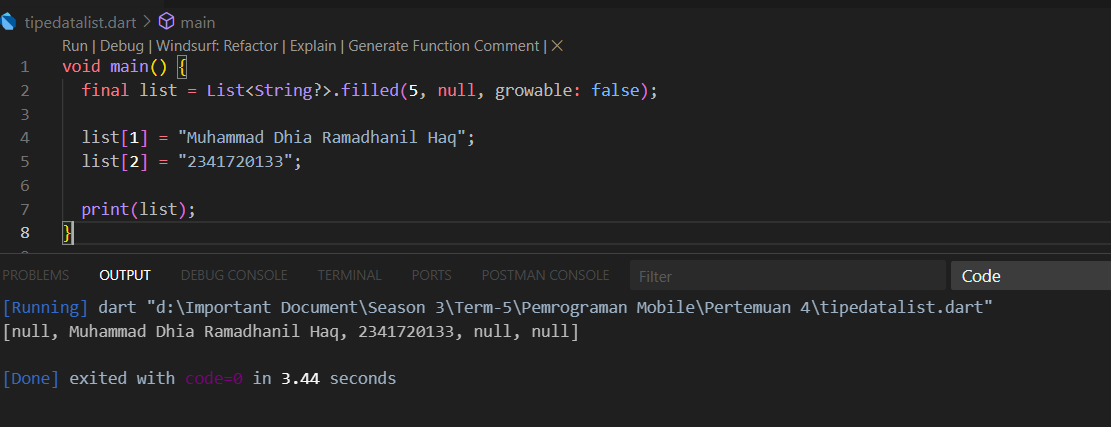 tipedatalist.dart > main
Run | Debug | Windsurf: Refactor | Explain | Generate Function Comment | X
1 void main() {
2 final list = List<String?>.filled(5, null, growable: false);
3
4 list[1] = "Muhammad Dhia Ramadhanil Haq";
5 list[2] = "2341720133";
6
7 print(list);
8 }
PROBLEMS OUTPUT DEBUG CONSOLE TERMINAL PORTS POSTMAN CONSOLE Filter Code
[Running] dart "d:\Important Document\Season 3\Term-5\Pemrograman Mobile\Pertemuan 4\tipedatalist.dart"
[null, Muhammad Dhia Ramadhanil Haq, 2341720133, null, null]
[Done] exited with code=0 in 3.44 seconds